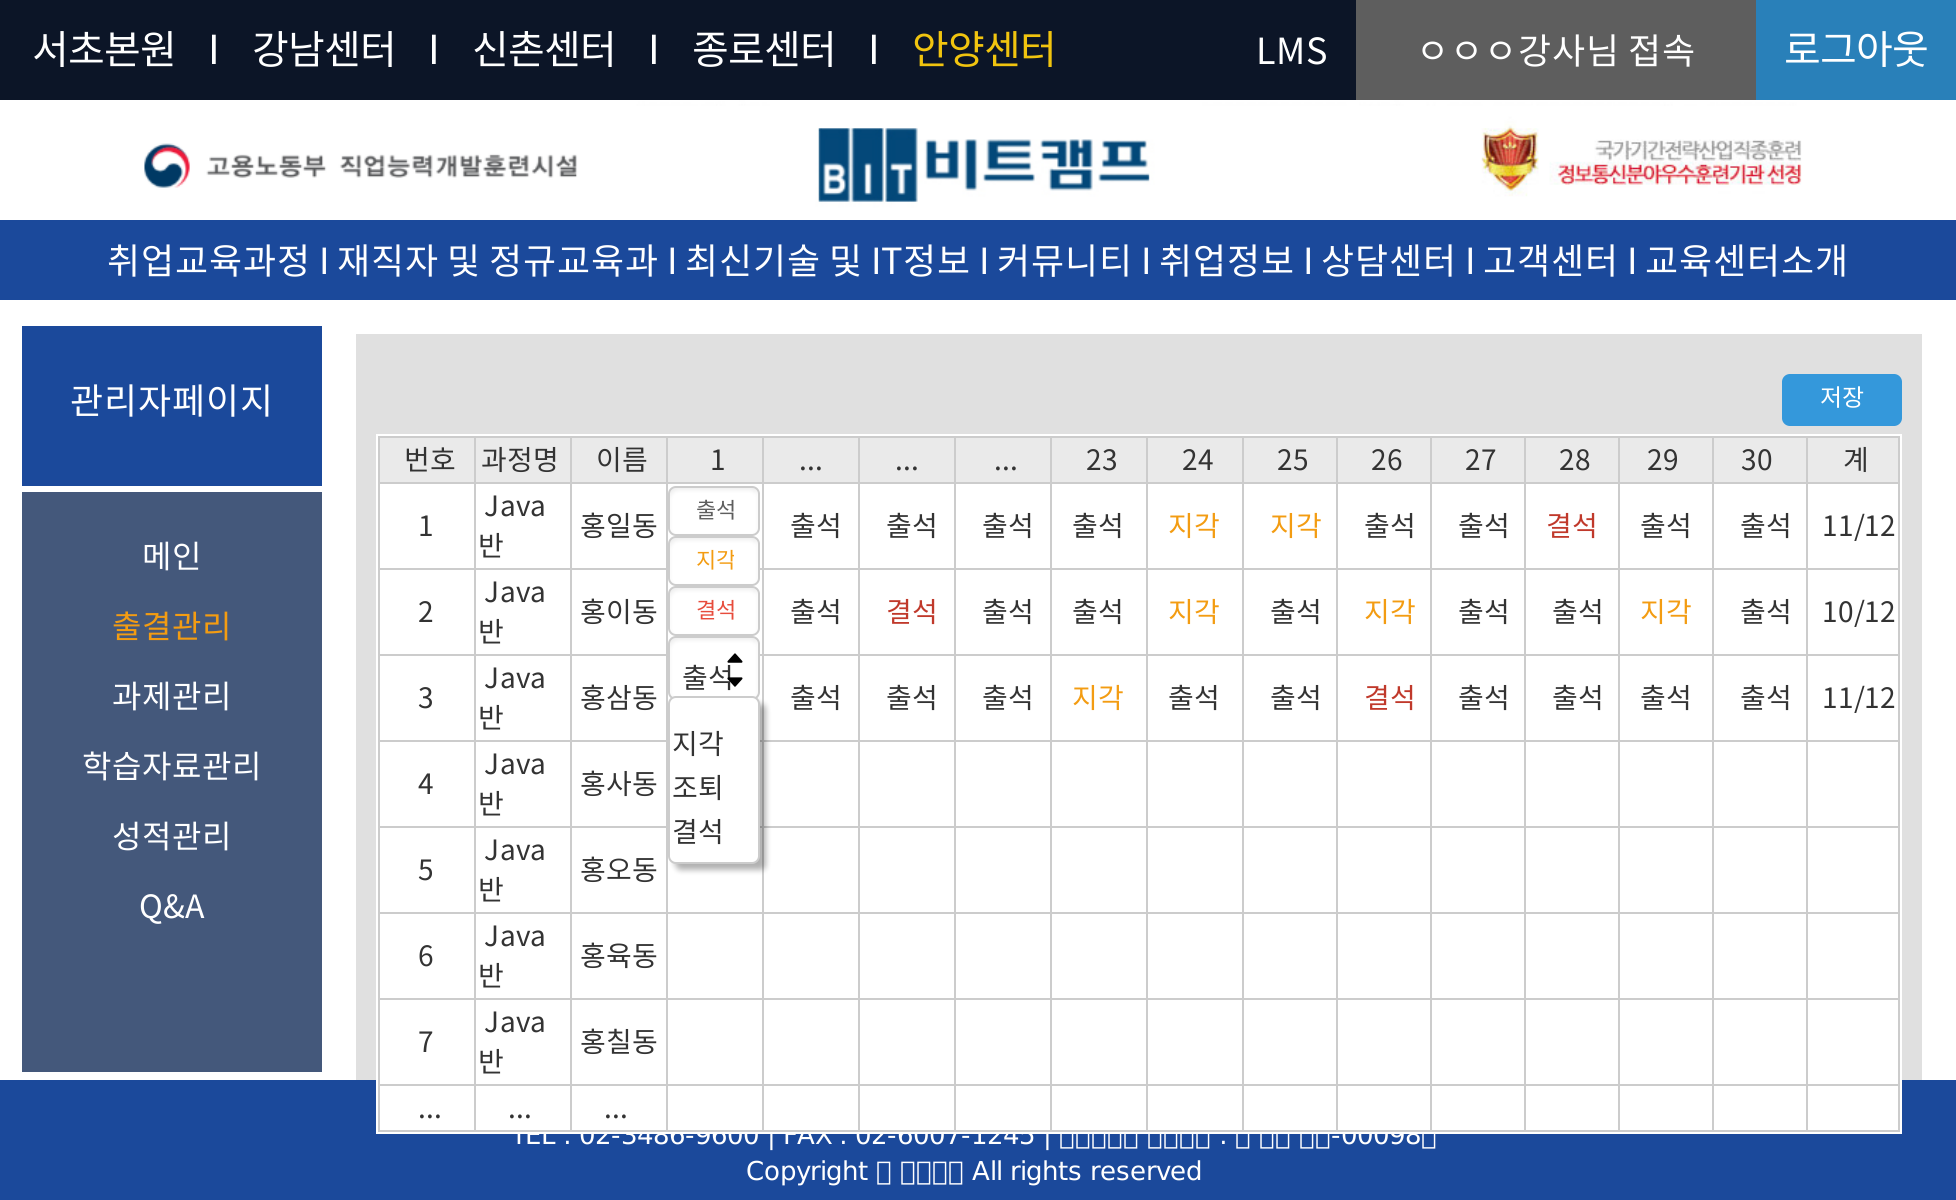 서초본원 ㅣ 강남센터 ㅣ 신촌센터 ㅣ 종로센터 ㅣ 안양센터 LMS ㅇㅇㅇ강사님 접속 로그아웃
고용노동부 직업능력개발훈련시설
BIT 비트캠프
국가기간전략산업직종훈련
정보통신분야우수훈련기관 선정
취업교육과정 ㅣ 재직자 및 정규교육과 ㅣ 최신기술 및 IT정보 ㅣ 커뮤니티 ㅣ 취업정보 ㅣ 상담센터 ㅣ 고객센터 ㅣ 교육센터소개
관리자페이지
메인
출결관리
과제관리
학습자료관리
성적관리
Q&A
저장
번호 과정명 이름 1 ... ... ... 23 24 25 26 27 28 29 30 계
1 Java반 홍일동 출석 출석 출석 출석 출석 지각 지각 출석 출석 결석 출석 출석 11/12
지각
2 Java반 홍이동 결석 출석 결석 출석 출석 지각 출석 지각 출석 출석 지각 출석 10/12
3 Java반 홍삼동 출석 출석 출석 출석 지각 출석 출석 결석 출석 출석 출석 출석 11/12
지각
조퇴
결석
4 Java반 홍사동
5 Java반 홍오동
6 Java반 홍육동
7 Java반 홍칠동
... ... ...
TEL : 02-3486-9600 | FAX : 02-6007-1245 | : -00098
Copyright All rights reserved